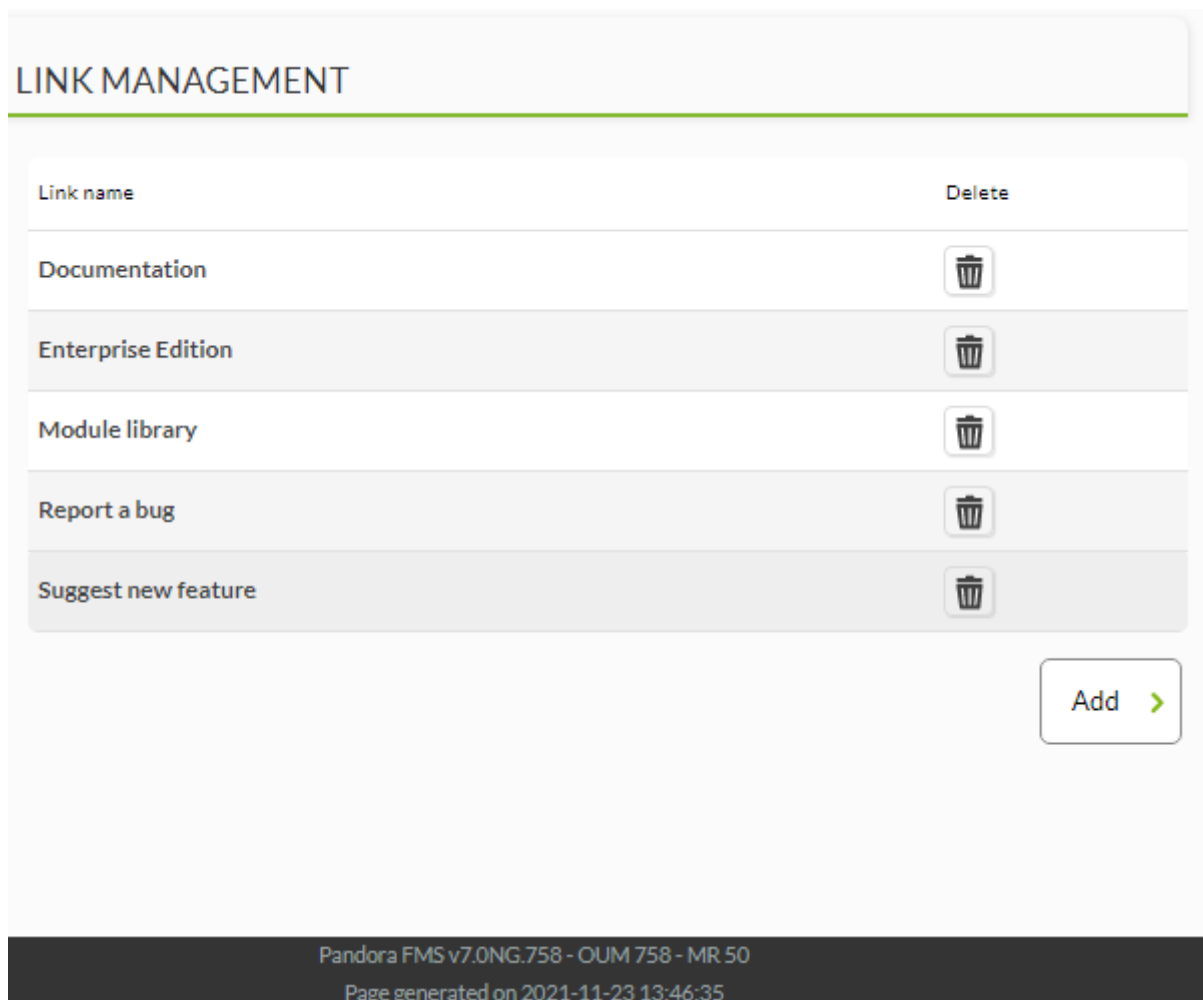 LINK MANAGEMENT
Link name Delete
Documentation
Enterprise Edition
Module library
Report a bug
Suggest new feature
Add
Pandora FMS v7.0NG.758 - OUM 758 - MR 50
Page generated on 2021-11-23 13:46:35